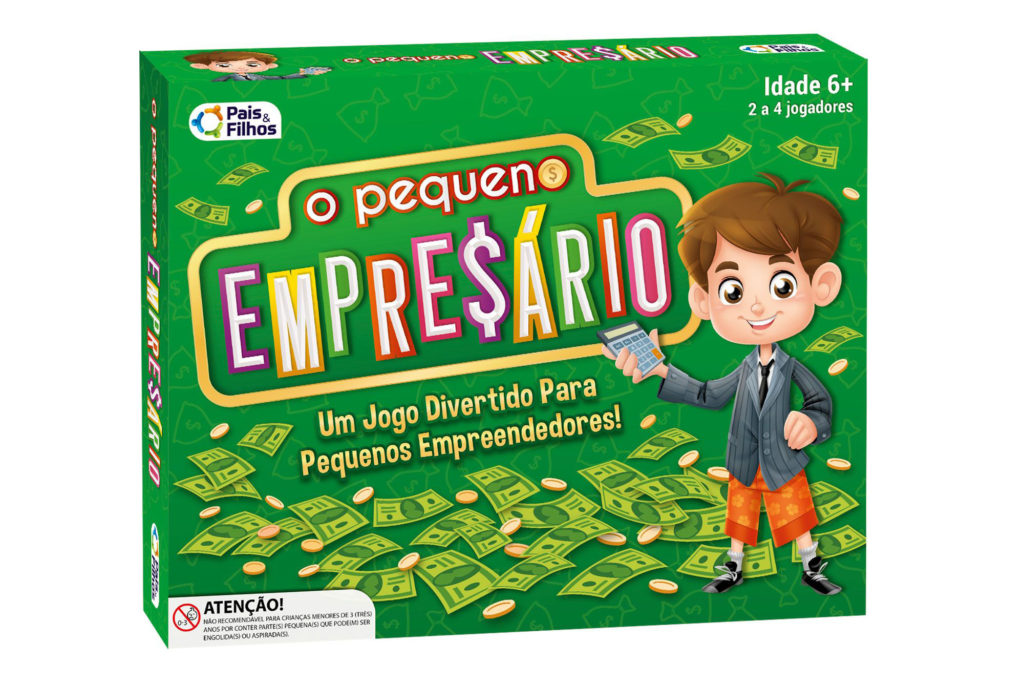 O PEQUENO EMPRE$ÁRIO
Pais &
Filhos
O PEQUENO EMPRE$ÁRIO
Pais &
Filhos
Idade 6+
2 a 4 jogadores
O PEQUENO
EMPRE$ÁRIO
Um Jogo Divertido Para
Pequenos Empreendedores!
Pais &
Filhos
0-3
ATENÇÃO!
NÃO RECOMENDÁVEL PARA CRIANÇAS MENORES DE 3 (TRÊS)
ANOS POR CONTER PARTE(S) PEQUENA(S) QUE PODE(M) SER
ENGOLIDA(S) OU ASPIRADA(S).